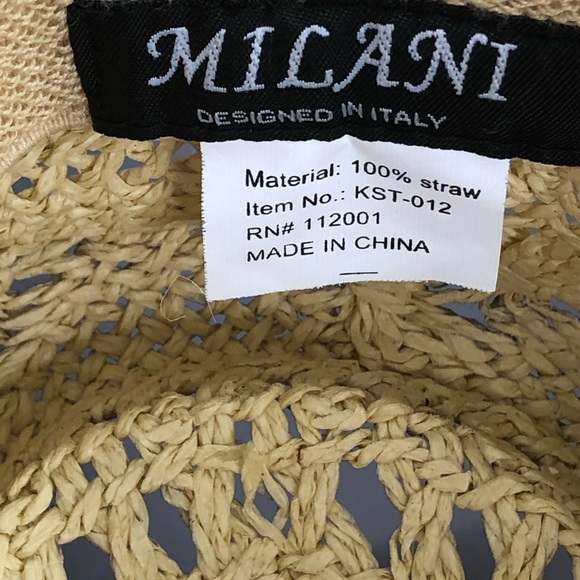 MILANI
DESIGNED IN ITALY
Material: 100% straw
Item No.: KST-012
RN# 112001
MADE IN CHINA